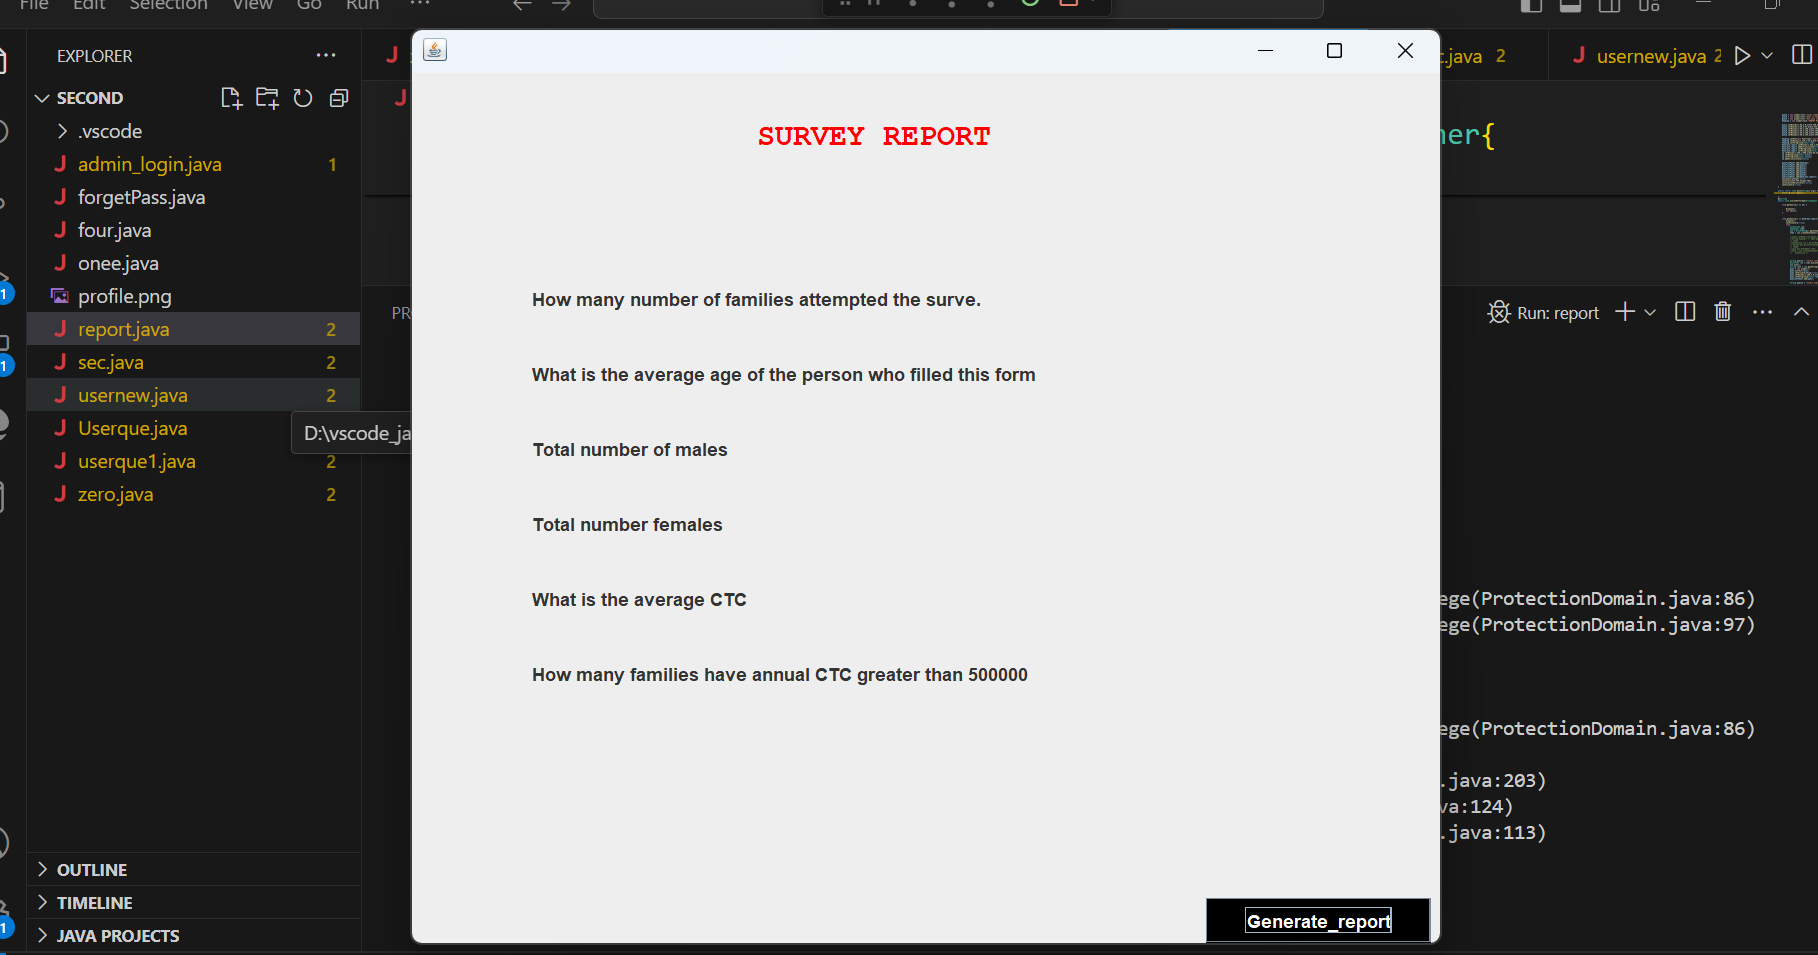 File Edit Selection View Go Run ···
EXPLORER ···
SECOND
.vscode
admin_login.java 1
forgetPass.java
four.java
onee.java
profile.png
report.java 2
sec.java 2
usernew.java 2
Userque.java
userque1.java 2
zero.java 2
D:\vscode_ja
OUTLINE
TIMELINE
JAVA PROJECTS
SURVEY REPORT
How many number of families attempted the surve.
What is the average age of the person who filled this form
Total number of males
Total number females
What is the average CTC
How many families have annual CTC greater than 500000
Generate_report
c.java 2
usernew.java 2
ner{
PR
Run: report
ege(ProtectionDomain.java:86)
ege(ProtectionDomain.java:97)
ege(ProtectionDomain.java:86)
.java:203)
va:124)
.java:113)
1
1
1